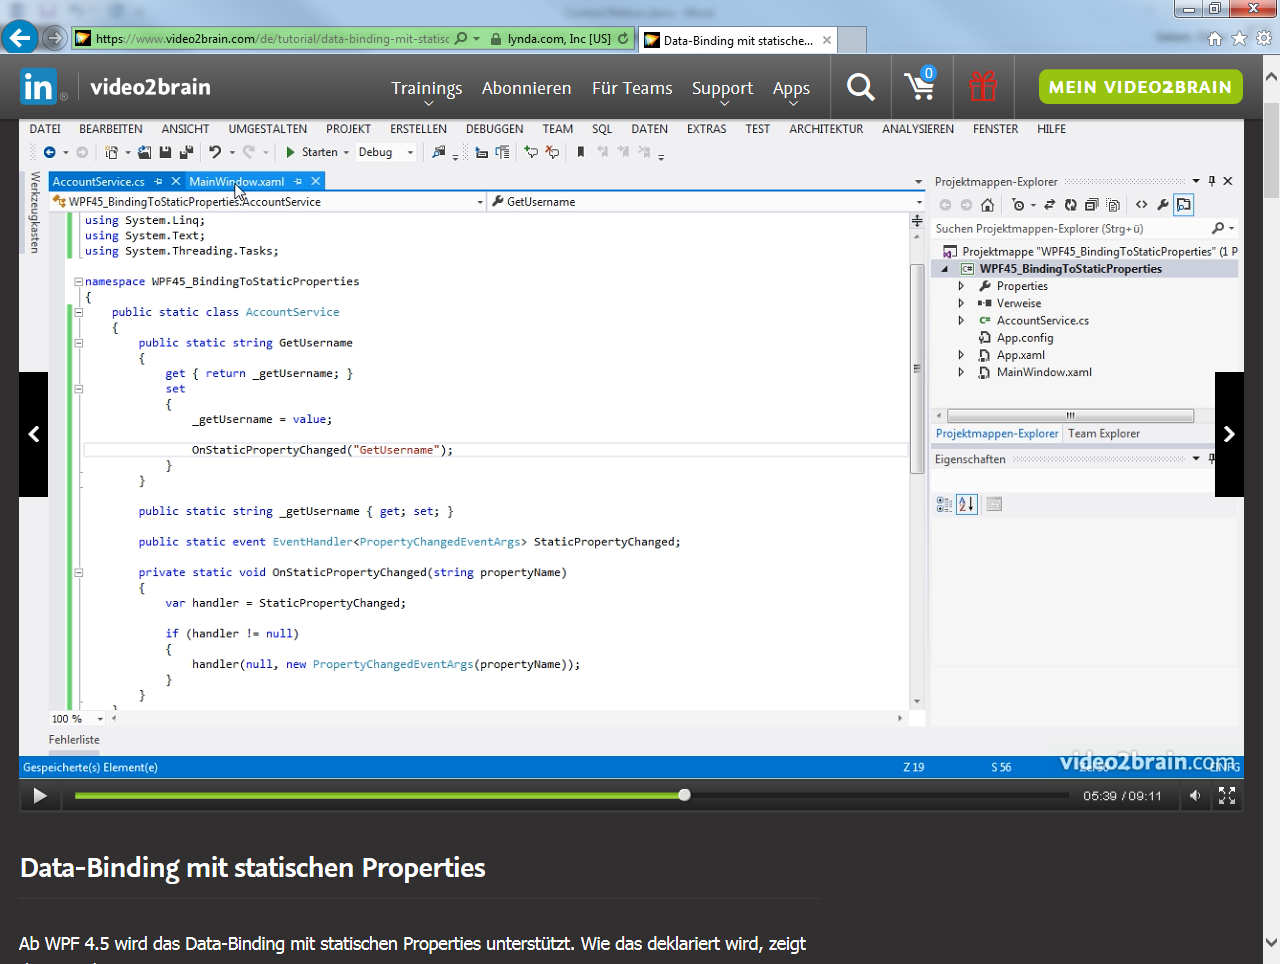 https://www.video2brain.com/de/tutorial/data-binding-mit-statisc
lynda.com, Inc [US]
Data-Binding mit statische...
in
video2brain
Trainings
Abonnieren
Für Teams
Support
Apps
0
MEIN VIDEO2BRAIN
DATEI BEARBEITEN ANSICHT UMGESTALTEN PROJEKT ERSTELLEN DEBUGGEN TEAM SQL DATEN EXTRAS TEST ARCHITEKTUR ANALYSIEREN FENSTER HILFE
Starten Debug
Werkzeugkasten
AccountService.cs MainWindow.xaml
WPF45_BindingToStaticProperties.AccountService GetUsername
using System.Linq;
using System.Text;
using System.Threading.Tasks;
namespace WPF45_BindingToStaticProperties
{
public static class AccountService
{
public static string GetUsername
{
get { return _getUsername; }
set
{
_getUsername = value;
OnStaticPropertyChanged("GetUsername");
}
}
public static string _getUsername { get; set; }
public static event EventHandler<PropertyChangedEventArgs> StaticPropertyChanged;
private static void OnStaticPropertyChanged(string propertyName)
{
var handler = StaticPropertyChanged;
if (handler != null)
{
handler(null, new PropertyChangedEventArgs(propertyName));
}
}
100 %
Fehlerliste
Projektmappen-Explorer
Suchen Projektmappen-Explorer (Strg+ü)
Projektmappe "WPF45_BindingToStaticProperties" (1 P
WPF45_BindingToStaticProperties
Properties
Verweise
AccountService.cs
App.config
App.xaml
MainWindow.xaml
Projektmappen-Explorer Team Explorer
Eigenschaften
Gespeicherte(s) Element(e) Z 19 S 56
video2brain.com
05:39 / 09:11
Data-Binding mit statischen Properties
Ab WPF 4.5 wird das Data-Binding mit statischen Properties unterstützt. Wie das deklariert wird, zeigt